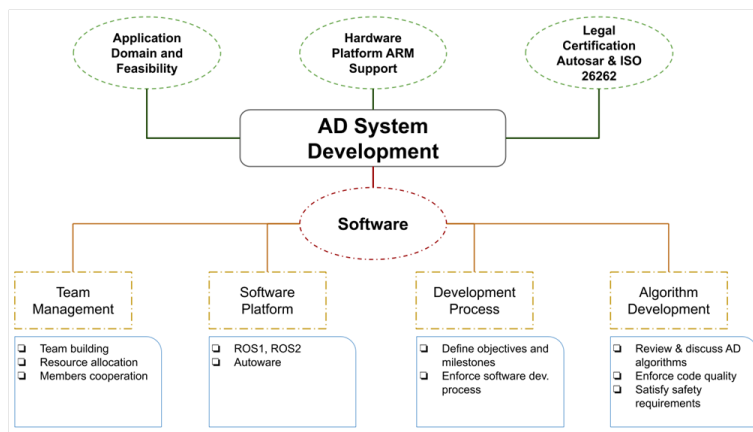 Application
Domain and
Feasibility
Hardware
Platform ARM
Support
Legal
Certification
Autosar & ISO
26262
AD System
Development
Software
Team
Management
Software
Platform
Development
Process
Algorithm
Development
❏ Team building
❏ Resource allocation
❏ Members cooperation
❏ ROS1, ROS2
❏ Autoware
❏ Define objectives and
milestones
❏ Enforce software dev.
process
❏ Review & discuss AD
algorithms
❏ Enforce code quality
❏ Satisfy safety
requirements